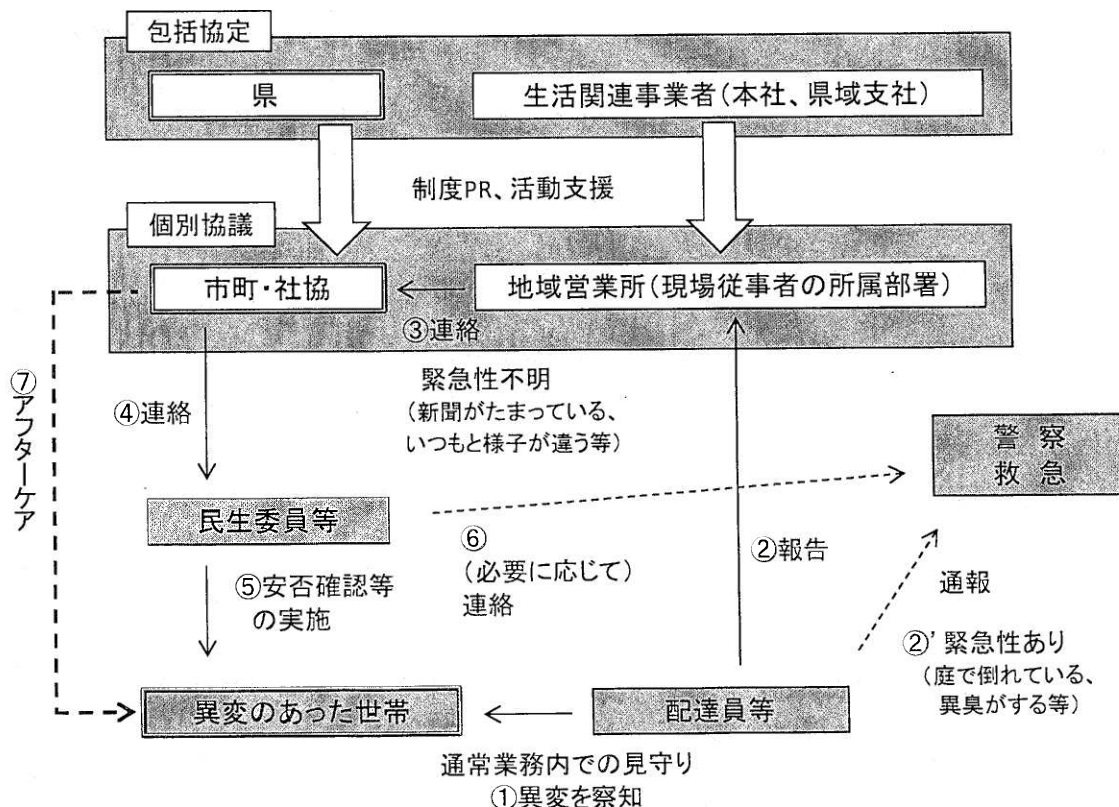 包括協定
県
生活関連事業者(本社、県域支社)
制度PR、活動支援
個別協議
市町・社協
地域営業所(現場従事者の所属部署)
③連絡
⑦アフターケア
④連絡
緊急性不明
(新聞がたまっている、
いつもと様子が違う等)
警 察
救 急
民生委員等
⑥
(必要に応じて)
連絡
②報告
通報
⑤安否確認等
の実施
②’緊急性あり
(庭で倒れている、
異臭がする等)
異変のあった世帯
配達員等
通常業務内での見守り
①異変を察知